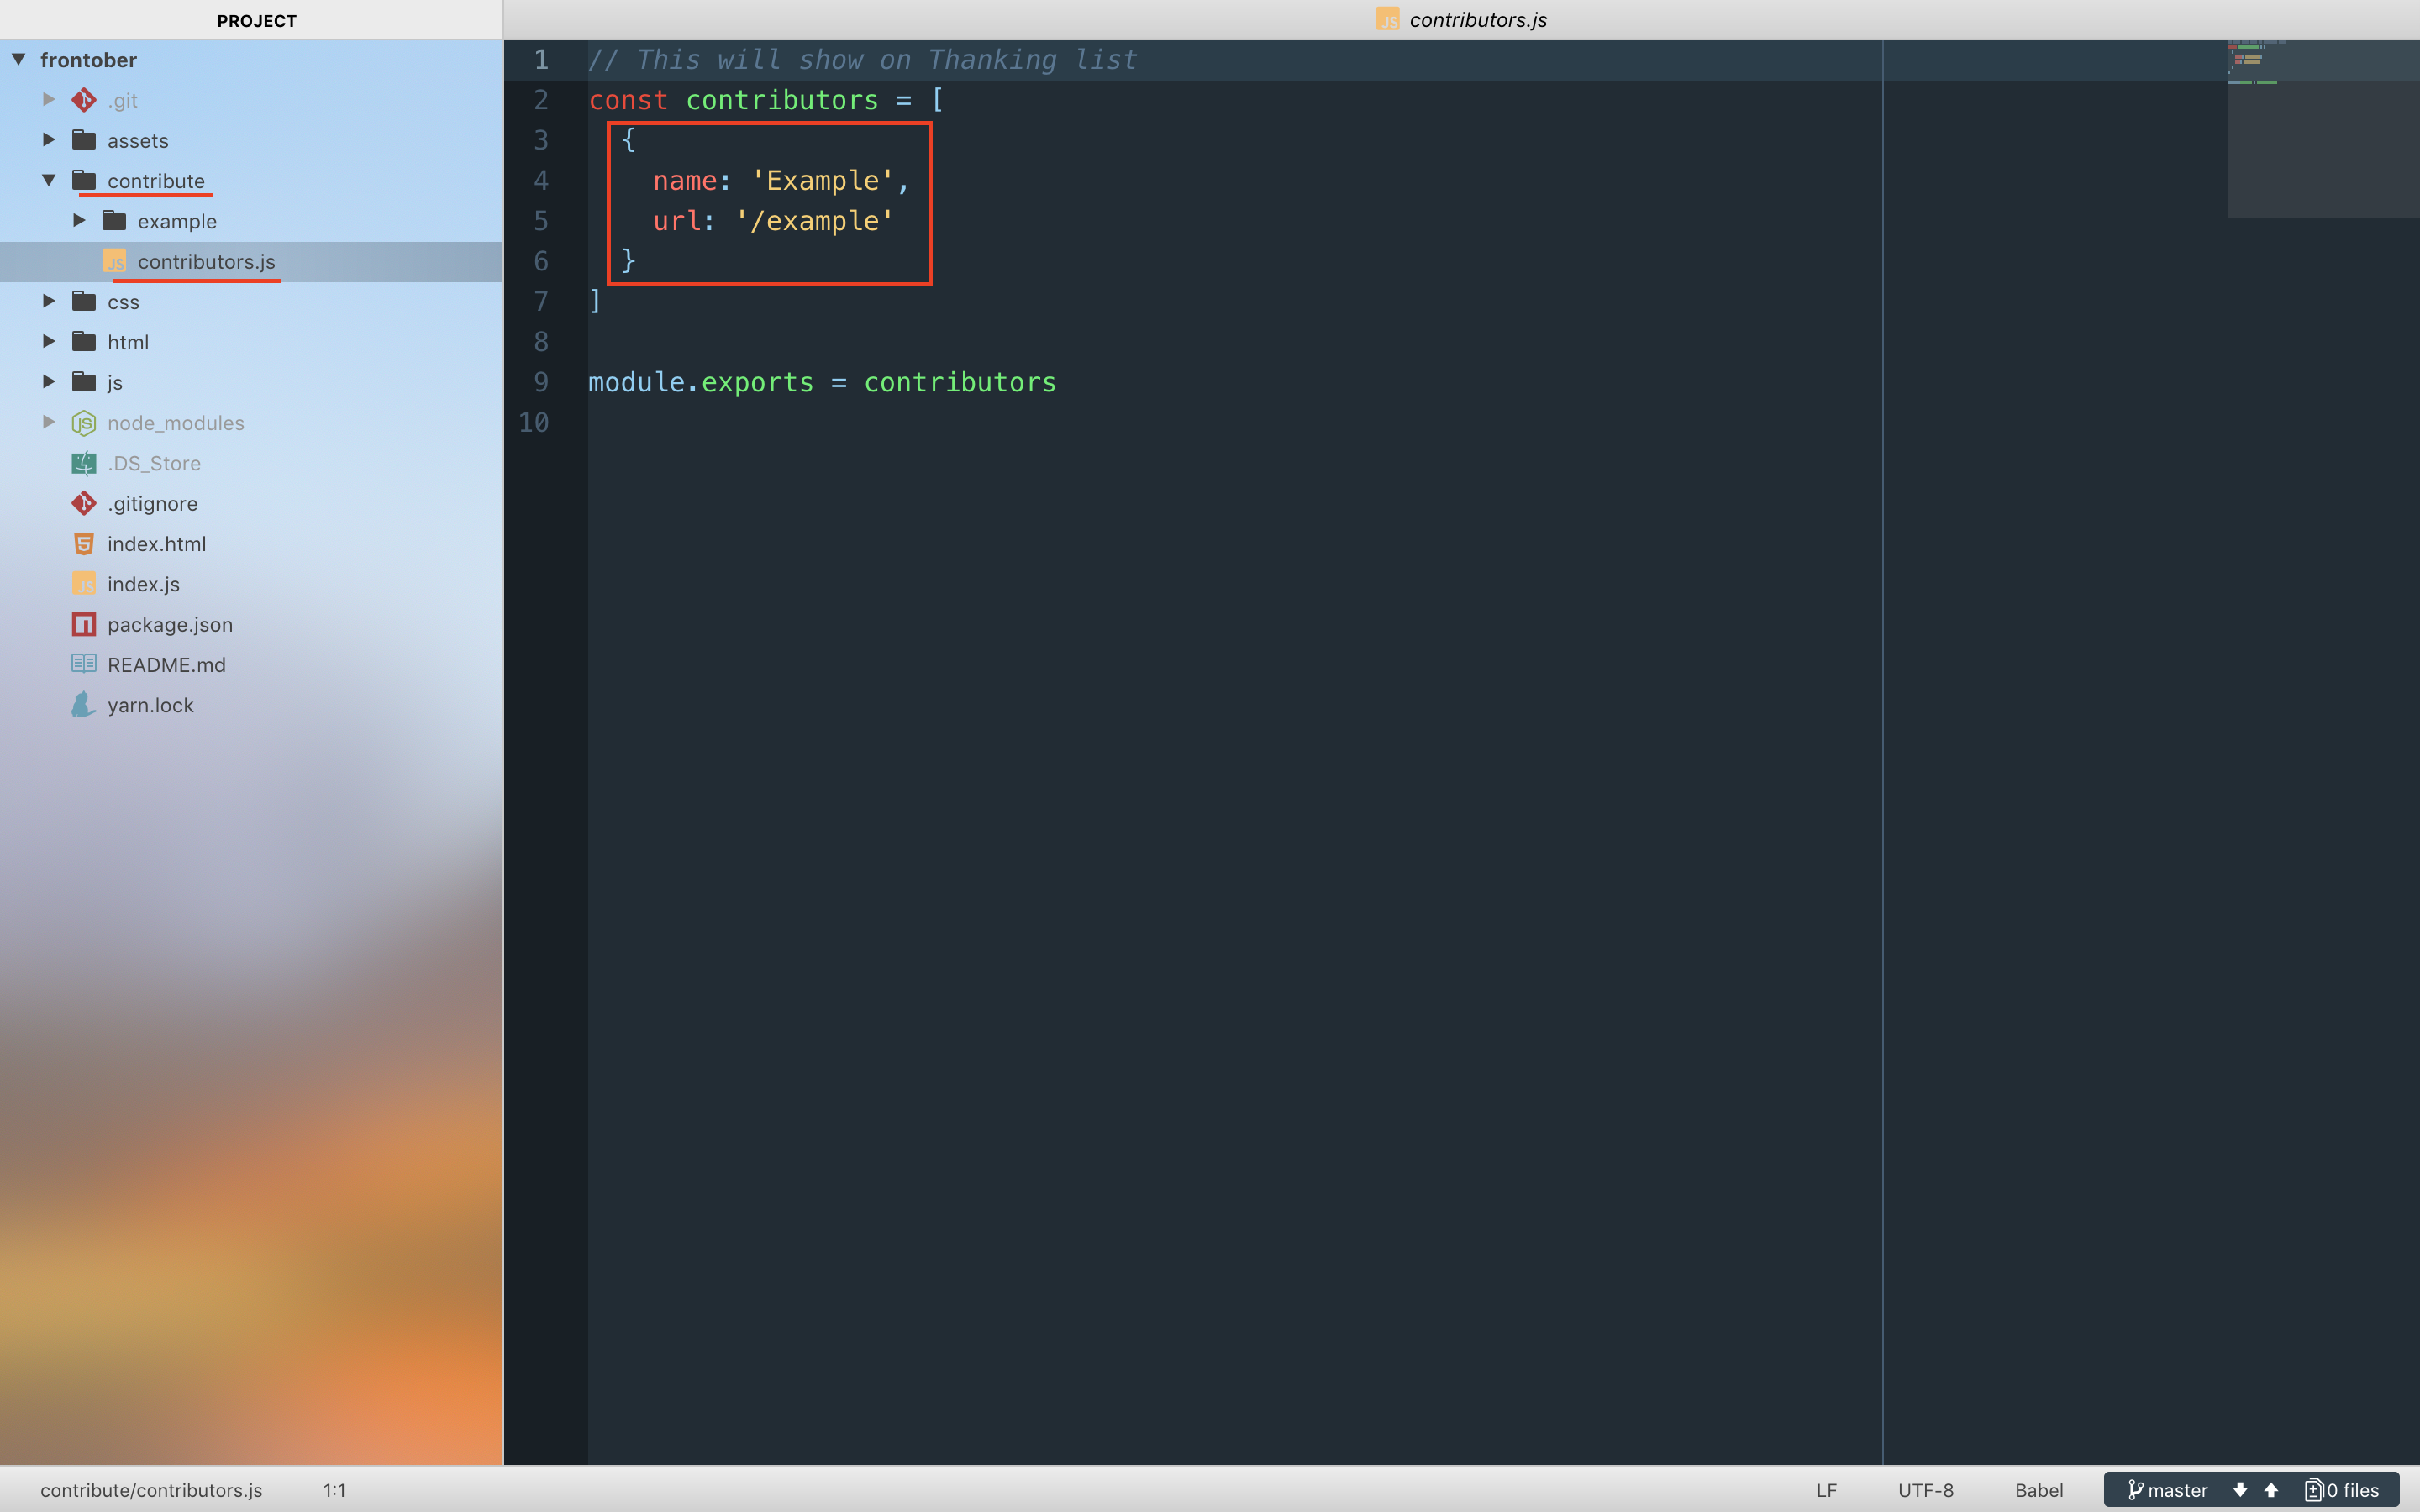 PROJECT
frontober
.git
assets
contribute
example
contributors.js
css
html
js
node_modules
.DS_Store
.gitignore
index.html
index.js
package.json
README.md
yarn.lock
contributors.js
1 // This will show on Thanking list
2 const contributors = [
3 {
4 name: 'Example',
5 url: '/example'
6 }
7 ]
8
9 module.exports = contributors
10
contribute/contributors.js 1:1 LF UTF-8 Babel master 0 files